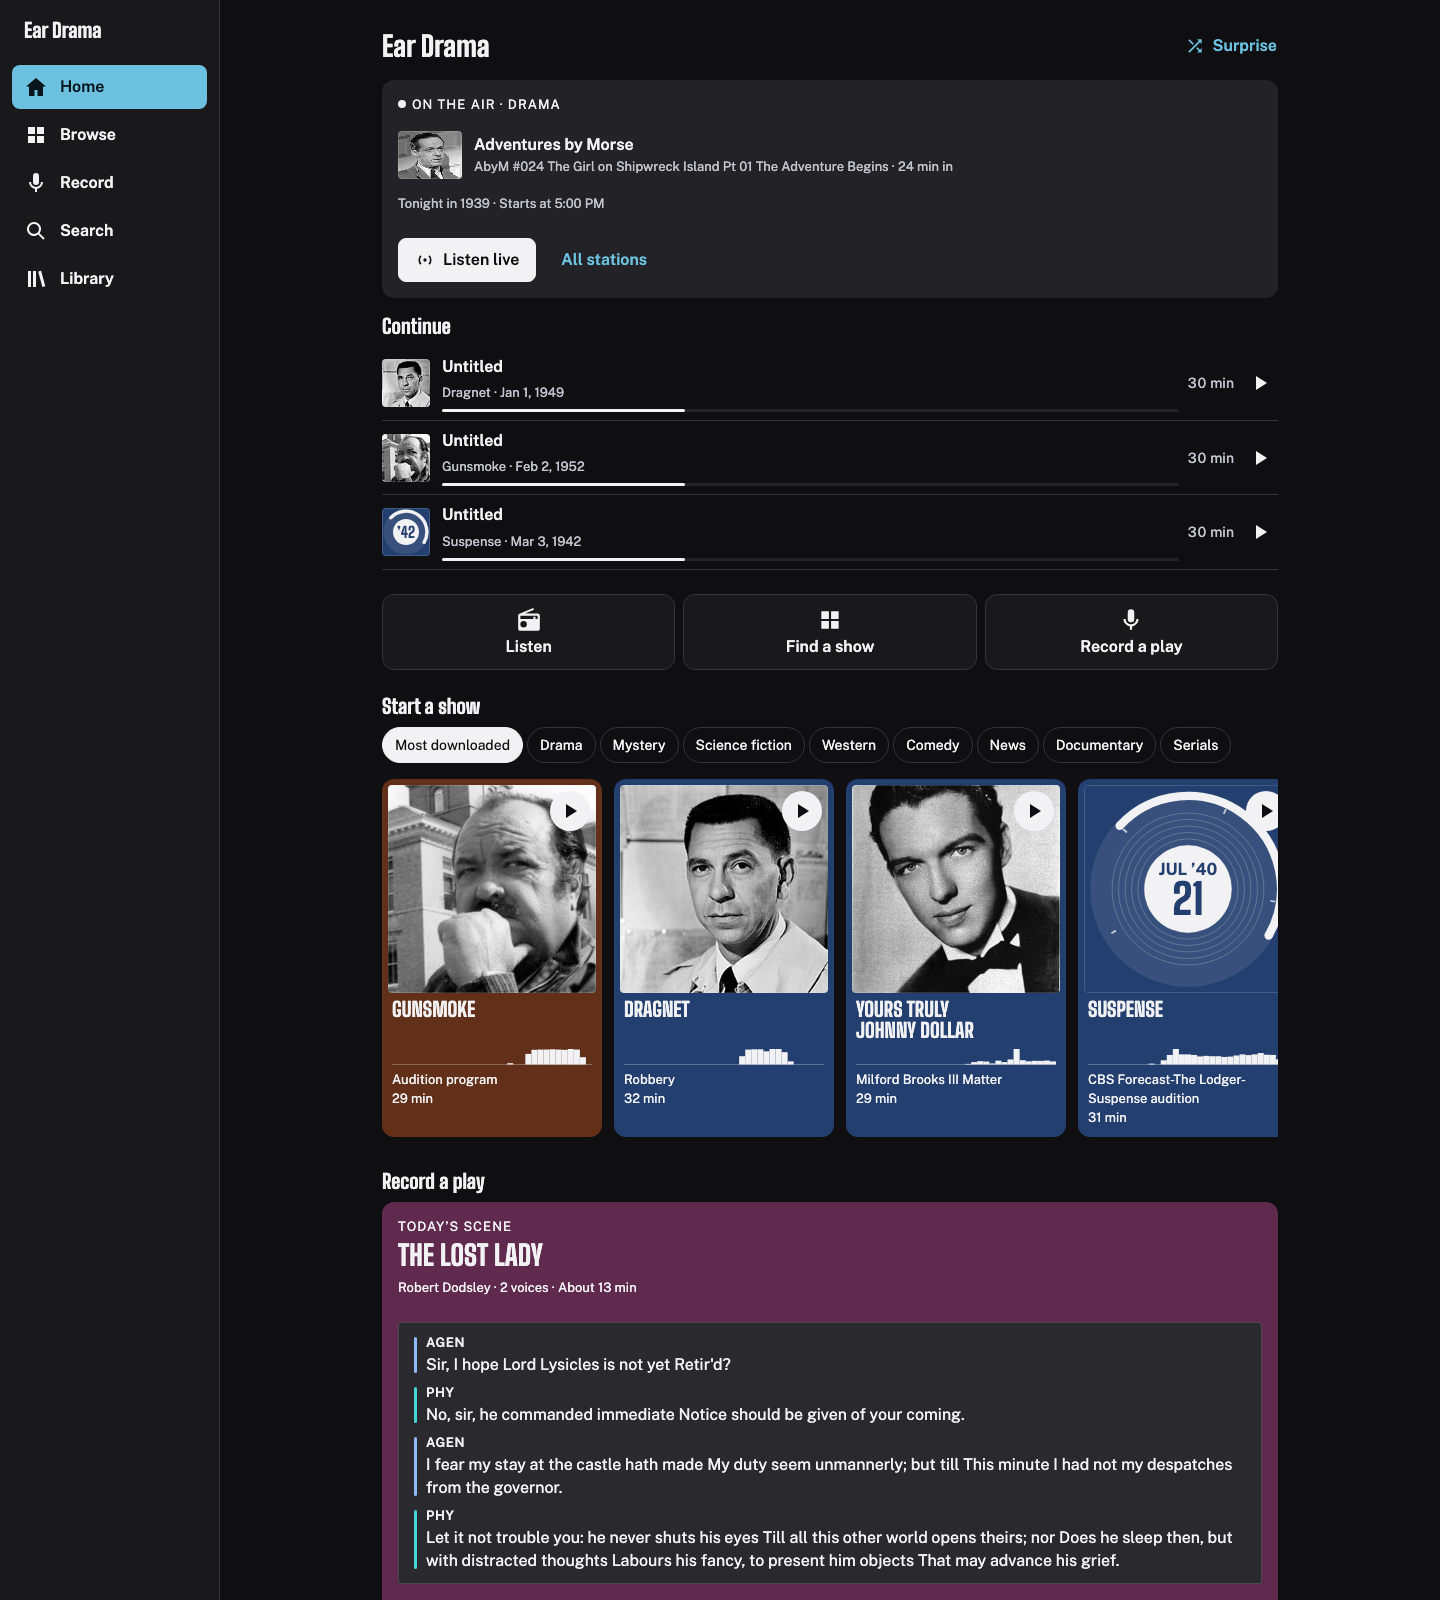 Ear Drama
Home
Browse
Record
Search
Library
Ear Drama
Surprise
ON THE AIR · DRAMA
Adventures by Morse
AbyM #024 The Girl on Shipwreck Island Pt 01 The Adventure Begins · 24 min in
Tonight in 1939 · Starts at 5:00 PM
Listen live
All stations
Continue
Untitled
Dragnet · Jan 1, 1949
30 min
Untitled
Gunsmoke · Feb 2, 1952
30 min
’42
Untitled
Suspense · Mar 3, 1942
30 min
Listen
Find a show
Record a play
Start a show
Most downloaded
Drama
Mystery
Science fiction
Western
Comedy
News
Documentary
Serials
GUNSMOKE
Audition program
29 min
DRAGNET
Robbery
32 min
YOURS TRULY
JOHNNY DOLLAR
Milford Brooks III Matter
29 min
JUL ’40
21
SUSPENSE
CBS Forecast-The Lodger-
Suspense audition
31 min
Record a play
TODAY’S SCENE
THE LOST LADY
Robert Dodsley · 2 voices · About 13 min
AGEN
Sir, I hope Lord Lysicles is not yet Retir'd?
PHY
No, sir, he commanded immediate Notice should be given of your coming.
AGEN
I fear my stay at the castle hath made My duty seem unmannerly; but till This minute I had not my despatches
from the governor.
PHY
Let it not trouble you: he never shuts his eyes Till all this other world opens theirs; nor Does he sleep then, but
with distracted thoughts Labours his fancy, to present him objects That may advance his grief.